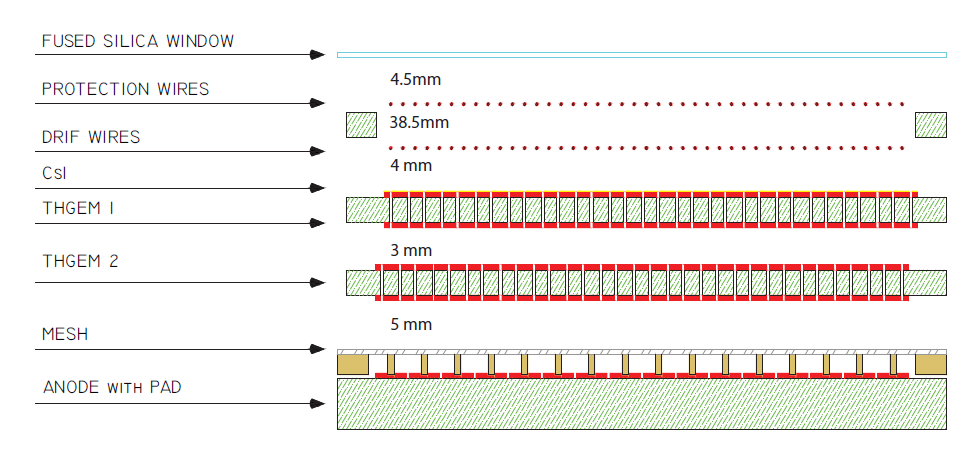 FUSED SILICA WINDOW
4.5mm
PROTECTION WIRES
38.5mm
DRIF WIRES
4 mm
CsI
THGEM 1
3 mm
THGEM 2
5 mm
MESH
ANODE WITH PAD